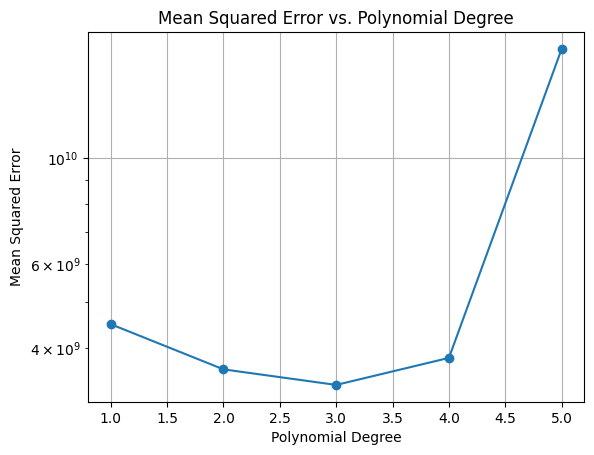 Mean Squared Error vs. Polynomial Degree
Mean Squared Error
10¹⁰
6 × 10⁹
4 × 10⁹
1.0 1.5 2.0 2.5 3.0 3.5 4.0 4.5 5.0
Polynomial Degree